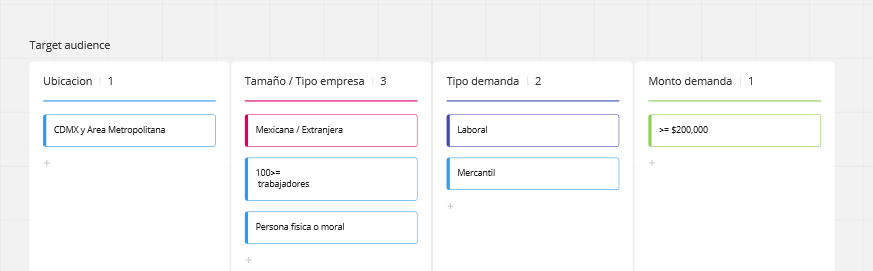 Target audience
Ubicacion | 1
CDMX y Area Metropolitana
+
Tamaño / Tipo empresa | 3
Mexicana / Extranjera
100>=
trabajadores
Persona fisica o moral
+
Tipo demanda | 2
Laboral
Mercantil
+
Monto demanda | 1
>= $200,000
+